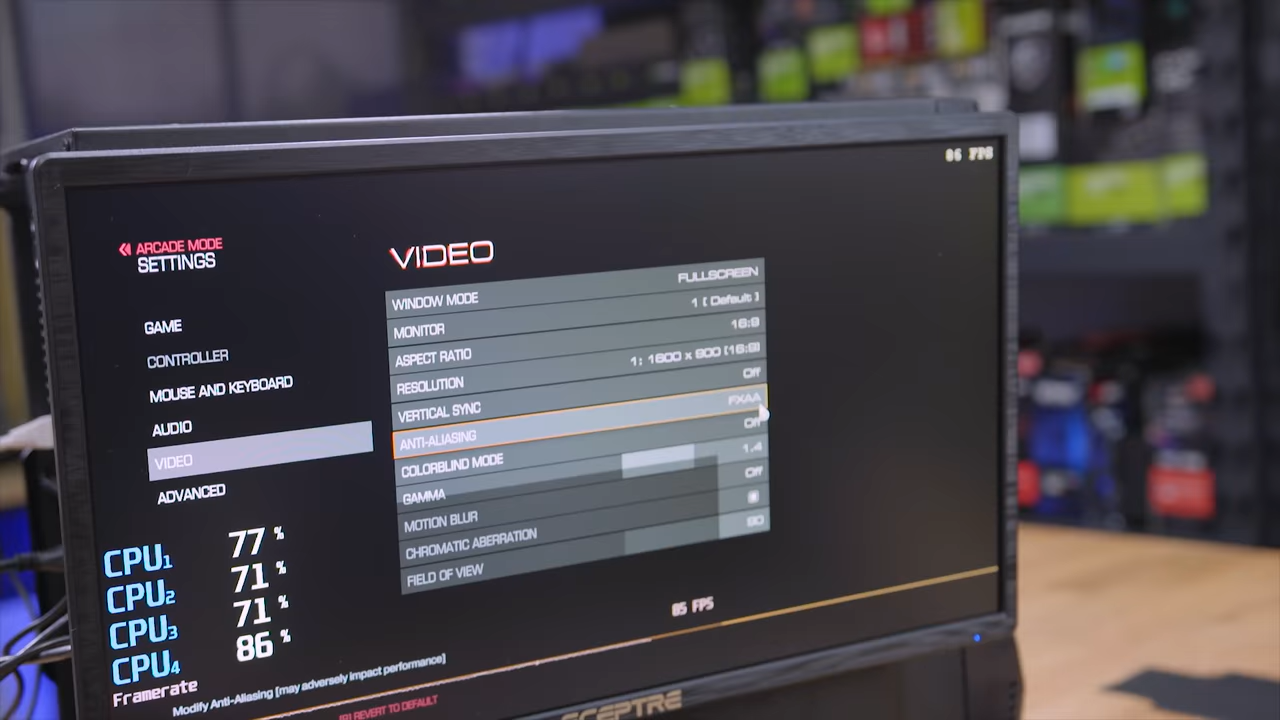 86 FPS
ARCADE MODE
SETTINGS
GAME
CONTROLLER
MOUSE AND KEYBOARD
AUDIO
VIDEO
ADVANCED
VIDEO
WINDOW MODE FULLSCREEN
MONITOR 1 [ Default ]
ASPECT RATIO 16:9
RESOLUTION 1: 1600 x 900 [16:9]
VERTICAL SYNC Off
ANTI-ALIASING FXAA
COLORBLIND MODE Off
GAMMA 1.4
MOTION BLUR Off
CHROMATIC ABERRATION
FIELD OF VIEW 90
CPU1 77 %
CPU2 71 %
CPU3 71 %
CPU4 86 %
Framerate 85 FPS
Modify Anti-Aliasing [may adversely impact performance]
[R] REVERT TO DEFAULT
SCEPTRE